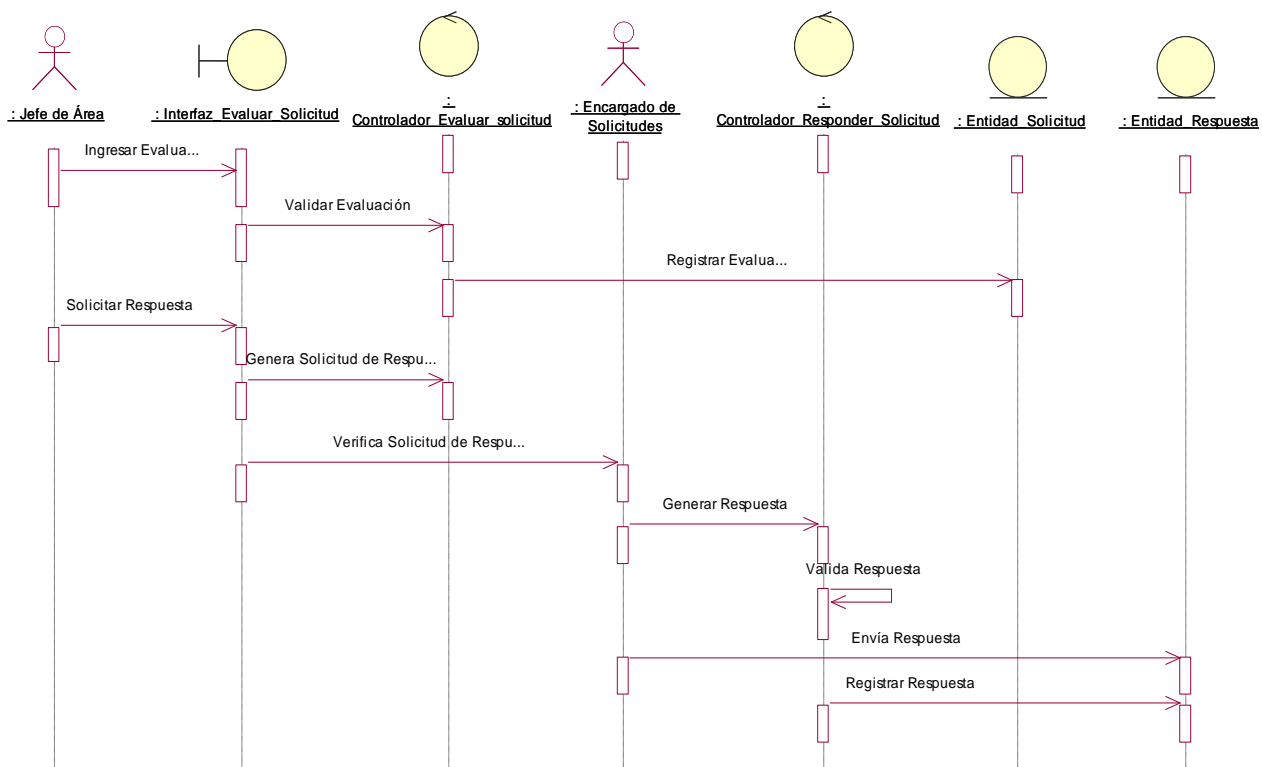 : Jefe de Área
: Interfaz_Evaluar_Solicitud
:
Controlador_Evaluar_solicitud
: Encargado de
Solicitudes
:
Controlador_Responder_Solicitud
: Entidad_Solicitud
: Entidad_Respuesta
Ingresar Evalua...
Validar Evaluación
Registrar Evalua...
Solicitar Respuesta
Genera Solicitud de Respu...
Verifica Solicitud de Respu...
Generar Respuesta
Valida Respuesta
Envía Respuesta
Registrar Respuesta